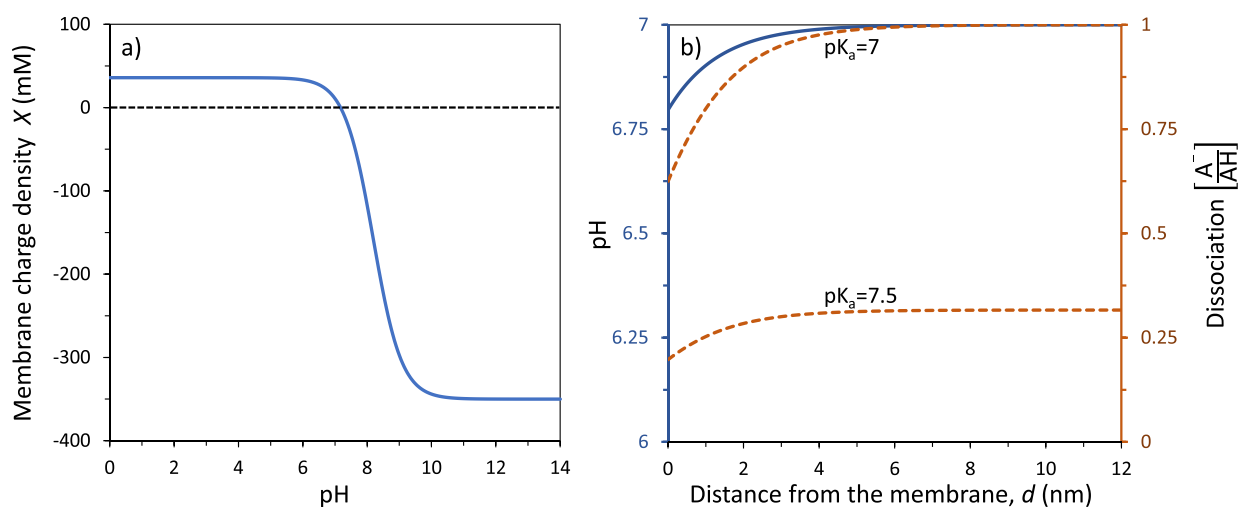 a)
Membrane charge density X (mM)
100
0
-100
-200
-300
-400
0 2 4 6 8 10 12 14
pH
b)
pH
7
6.75
6.5
6.25
6
pKa=7
pKa=7.5
0 2 4 6 8 10 12
Distance from the membrane, d (nm)
1
0.75
0.5
0.25
0
Dissociation [A⁻/AH]